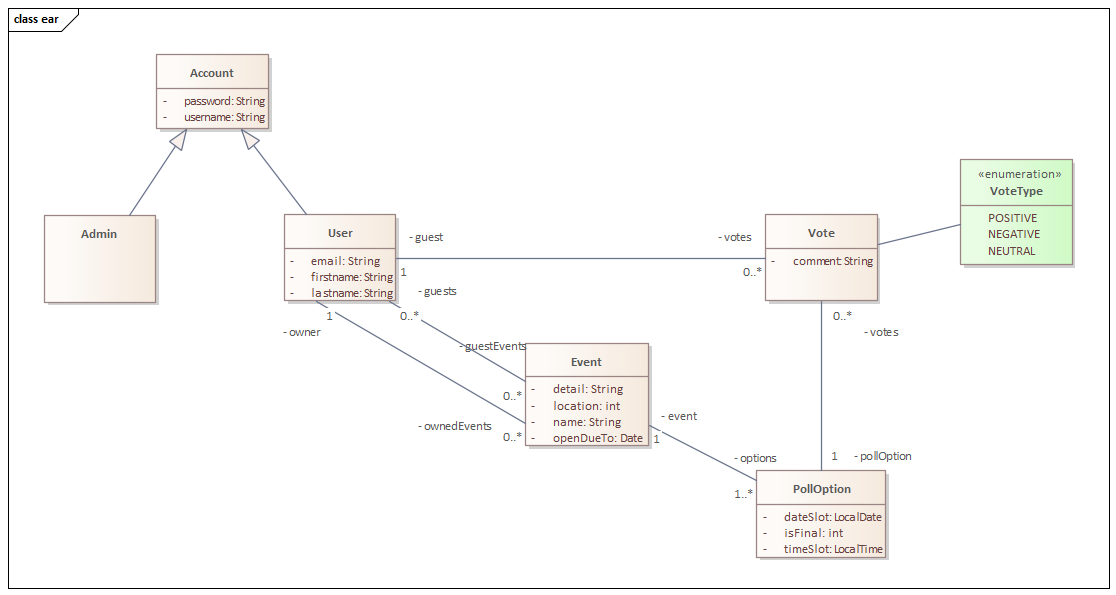 class ear
Account
- password: String
- username: String
Admin
User
- email: String
- firstname: String
- lastname: String
- guest
1
- votes
0..*
Vote
- comment: String
«enumeration»
VoteType
POSITIVE
NEGATIVE
NEUTRAL
- guests
0..*
1
- owner
- guestEvents
0..*
- ownedEvents
0..*
Event
- detail: String
- location: int
- name: String
- openDueTo: Date
0..*
- votes
- event
1
- options
1..*
1
- pollOption
PollOption
- dateSlot: LocalDate
- isFinal: int
- timeSlot: LocalTime